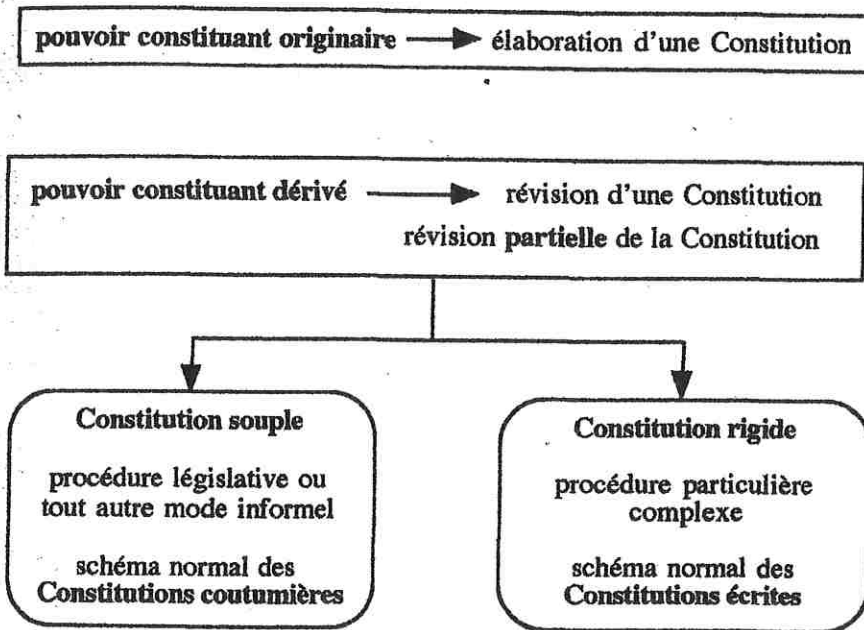 pouvoir constituant originaire élaboration d'une Constitution
pouvoir constituant dérivé révision d'une Constitution
révision partielle de la Constitution
Constitution souple
procédure législative ou
tout autre mode informel
schéma normal des
Constitutions coutumières
Constitution rigide
procédure particulière
complexe
schéma normal des
Constitutions écrites